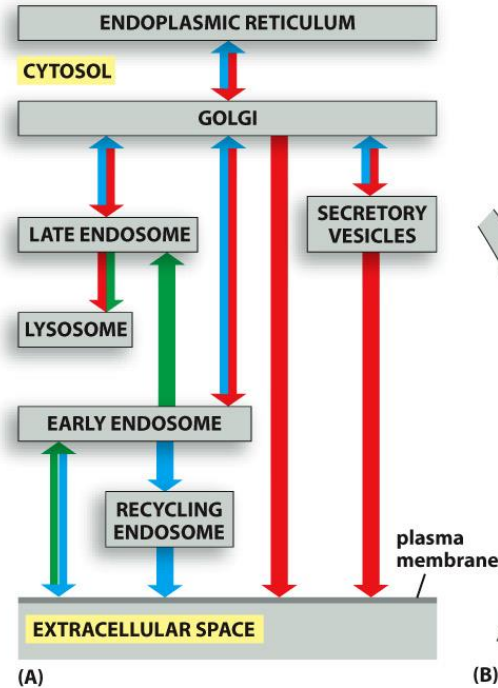 ENDOPLASMIC RETICULUM
CYTOSOL
GOLGI
LATE ENDOSOME
SECRETORY
VESICLES
LYSOSOME
EARLY ENDOSOME
RECYCLING
ENDOSOME
plasma
membrane
EXTRACELLULAR SPACE
(A)
(B)